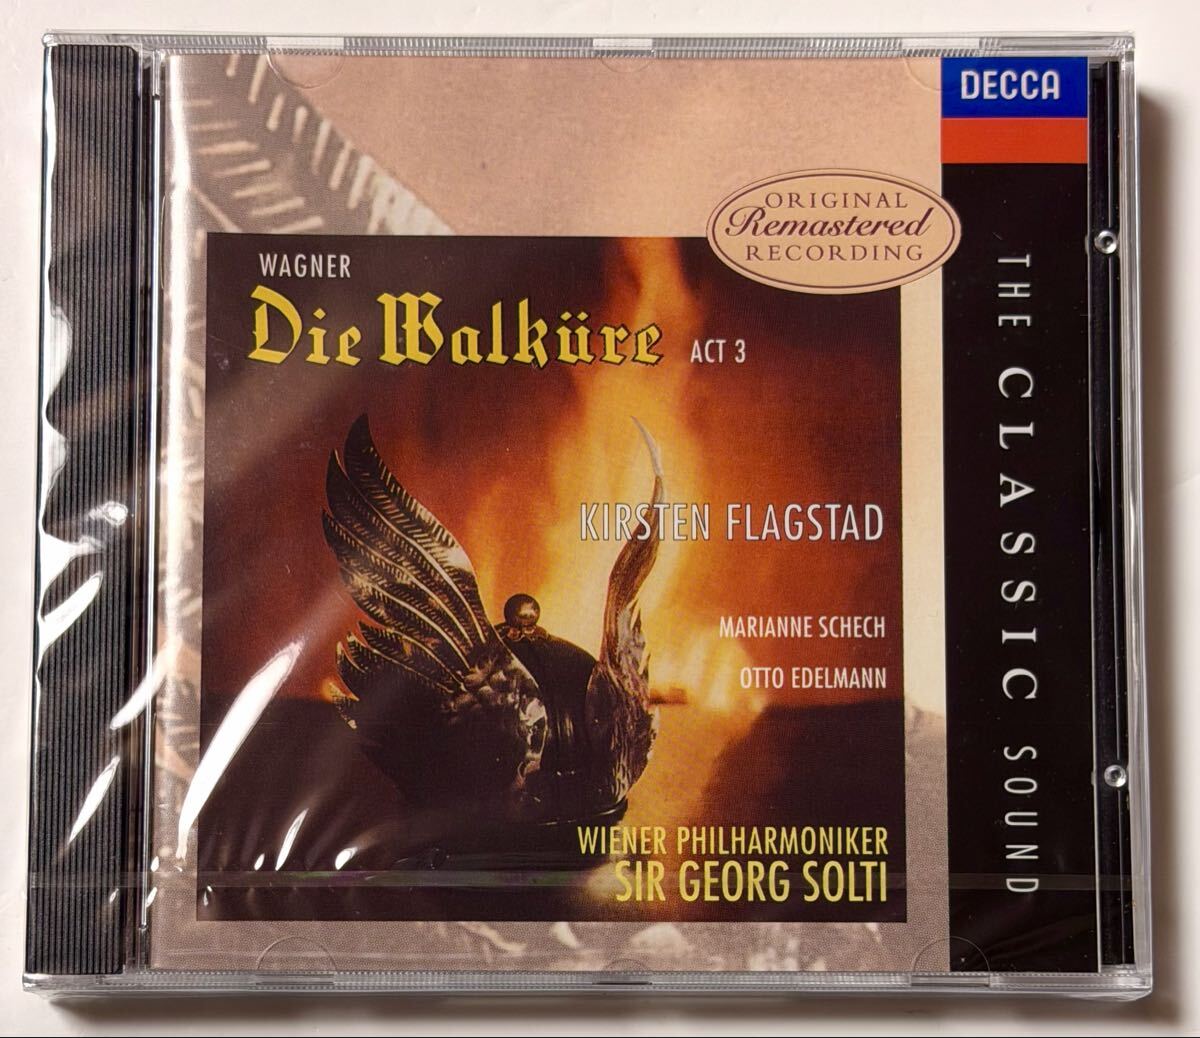 DECCA
ORIGINAL
Remastered
RECORDING
WAGNER
Die Walküre ACT 3
KIRSTEN FLAGSTAD
MARIANNE SCHECH
OTTO EDELMANN
WIENER PHILHARMONIKER
SIR GEORG SOLTI
THE CLASSIC SOUND